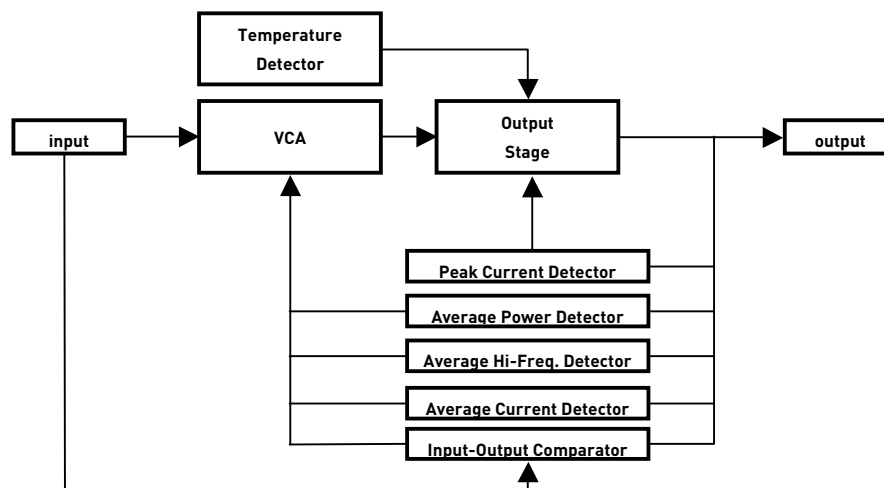 Temperature
Detector
input
VCA
Output
Stage
output
Peak Current Detector
Average Power Detector
Average Hi-Freq. Detector
Average Current Detector
Input-Output Comparator